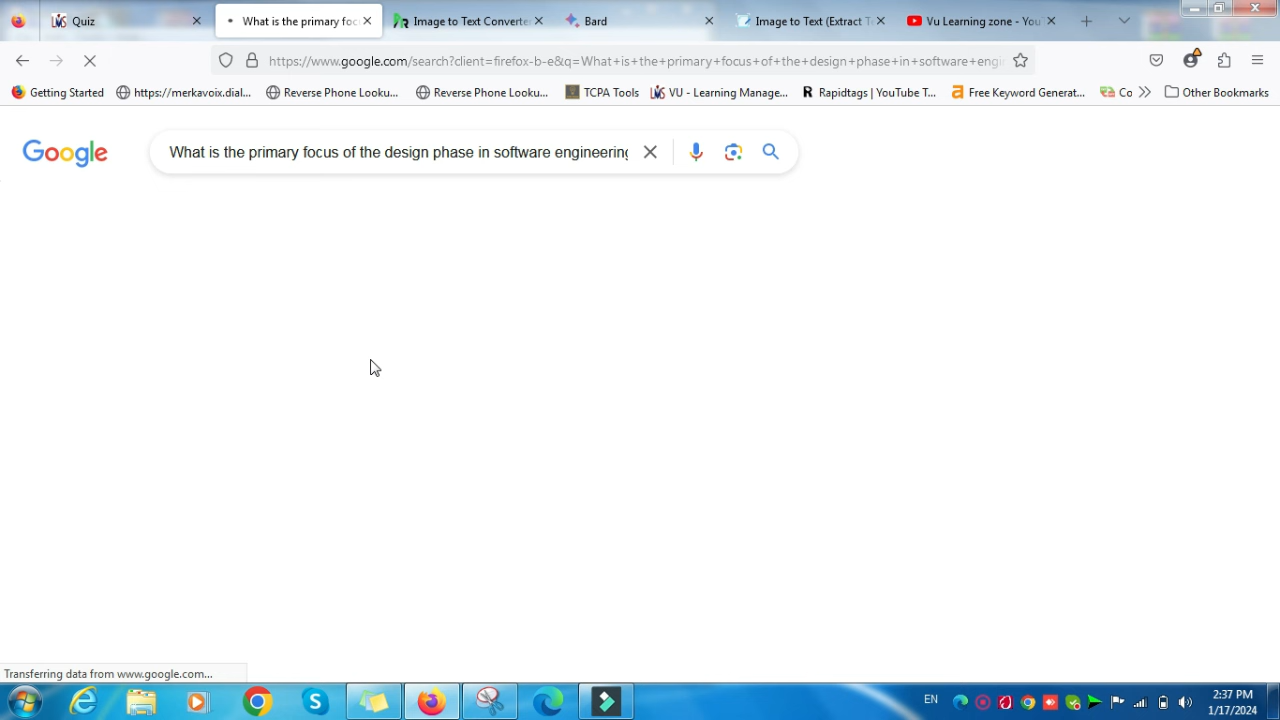 Quiz
What is the primary foc
Image to Text Converte
Bard
Image to Text (Extract T
Vu Learning zone - You
https://www.google.com/search?client=firefox-b-e&q=What+is+the+primary+focus+of+the+design+phase+in+software+engi
Getting Started
https://merkavoix.dial...
Reverse Phone Looku...
Reverse Phone Looku...
TCPA Tools
VU - Learning Manage...
Rapidtags | YouTube T...
Free Keyword Generat...
Co
Other Bookmarks
Google
What is the primary focus of the design phase in software engineering
Transferring data from www.google.com...
EN
2:37 PM
1/17/2024